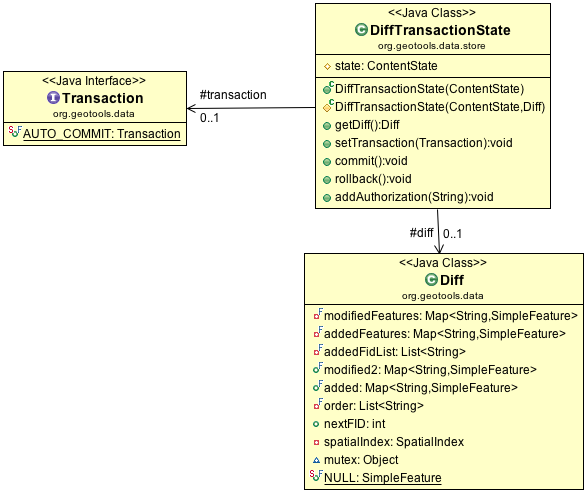 <<Java Class>>
C DiffTransactionState
org.geotools.data.store
state: ContentState
C DiffTransactionState(ContentState)
C DiffTransactionState(ContentState,Diff)
getDiff():Diff
setTransaction(Transaction):void
commit():void
rollback():void
addAuthorization(String):void
<<Java Interface>>
I Transaction
org.geotools.data
S F AUTO_COMMIT: Transaction
#transaction
0..1
#diff 0..1
<<Java Class>>
C Diff
org.geotools.data
F modifiedFeatures: Map<String,SimpleFeature>
F addedFeatures: Map<String,SimpleFeature>
F addedFidList: List<String>
F modified2: Map<String,SimpleFeature>
F added: Map<String,SimpleFeature>
F order: List<String>
nextFID: int
spatialIndex: SpatialIndex
mutex: Object
S F NULL: SimpleFeature